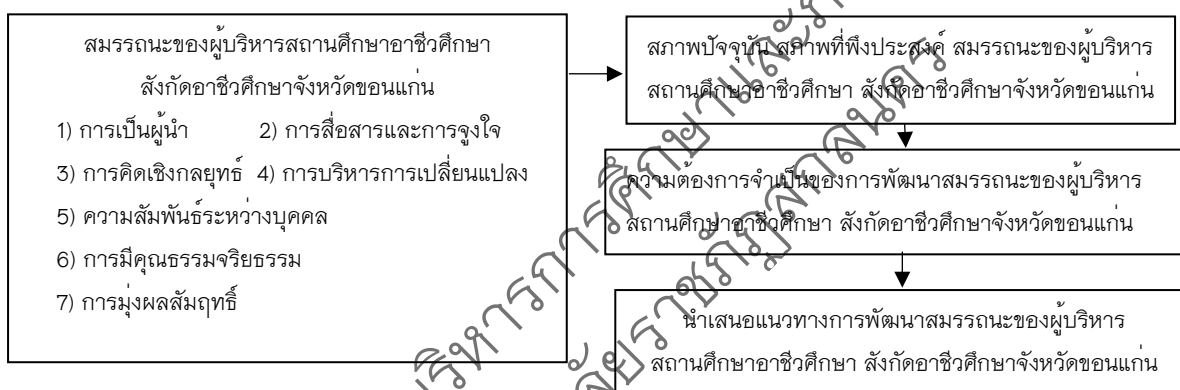 สมรรถนะของผู้บริหารสถานศึกษาอาชีวศึกษา
สังกัดอาชีวศึกษาจังหวัดขอนแก่น
1) การเป็นผู้นำ 2) การสื่อสารและการจูงใจ
3) การคิดเชิงกลยุทธ์ 4) การบริหารการเปลี่ยนแปลง
5) ความสัมพันธ์ระหว่างบุคคล
6) การมีคุณธรรมจริยธรรม
7) การมุ่งผลสัมฤทธิ์
สภาพปัจจุบัน สภาพที่พึงประสงค์ สมรรถนะของผู้บริหาร
สถานศึกษาอาชีวศึกษา สังกัดอาชีวศึกษาจังหวัดขอนแก่น
ความต้องการจำเป็นของการพัฒนาสมรรถนะของผู้บริหาร
สถานศึกษาอาชีวศึกษา สังกัดอาชีวศึกษาจังหวัดขอนแก่น
นำเสนอแนวทางการพัฒนาสมรรถนะของผู้บริหาร
สถานศึกษาอาชีวศึกษา สังกัดอาชีวศึกษาจังหวัดขอนแก่น